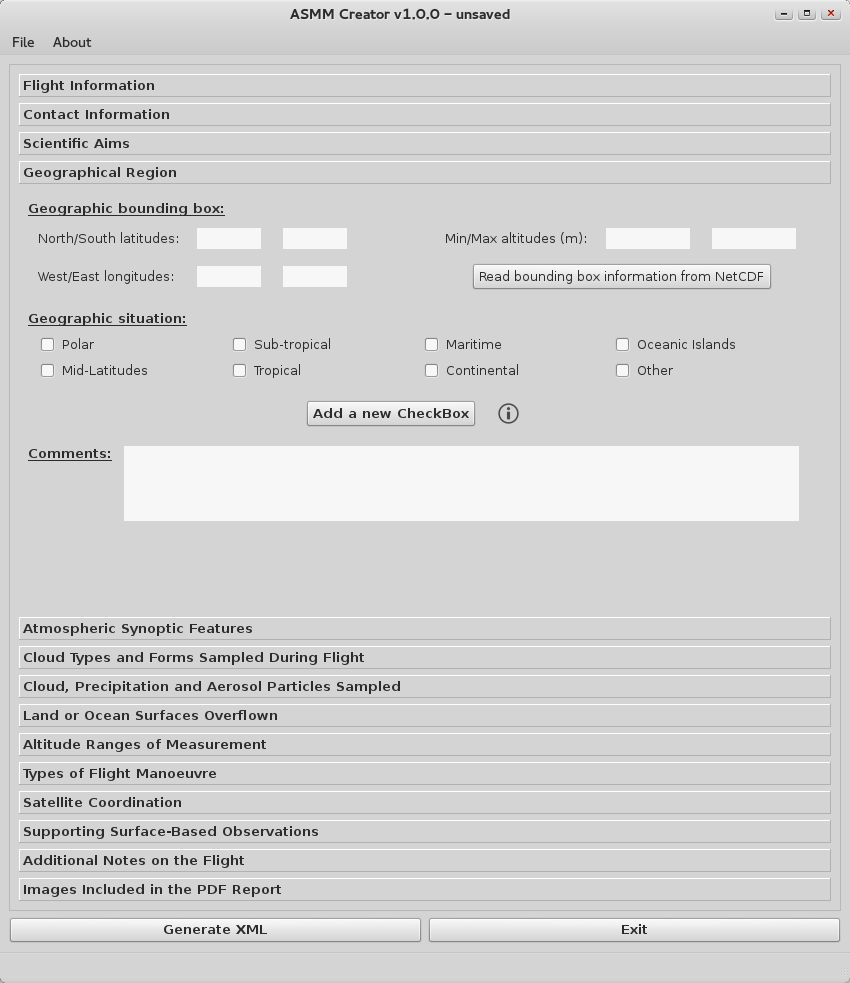 ASMM Creator v1.0.0 – unsaved
File About
Flight Information
Contact Information
Scientific Aims
Geographical Region
Geographic bounding box:
North/South latitudes: Min/Max altitudes (m):
West/East longitudes: Read bounding box information from NetCDF
Geographic situation:
Polar Sub-tropical Maritime Oceanic Islands
Mid-Latitudes Tropical Continental Other
Add a new CheckBox
Comments:
Atmospheric Synoptic Features
Cloud Types and Forms Sampled During Flight
Cloud, Precipitation and Aerosol Particles Sampled
Land or Ocean Surfaces Overflown
Altitude Ranges of Measurement
Types of Flight Manoeuvre
Satellite Coordination
Supporting Surface-Based Observations
Additional Notes on the Flight
Images Included in the PDF Report
Generate XML Exit